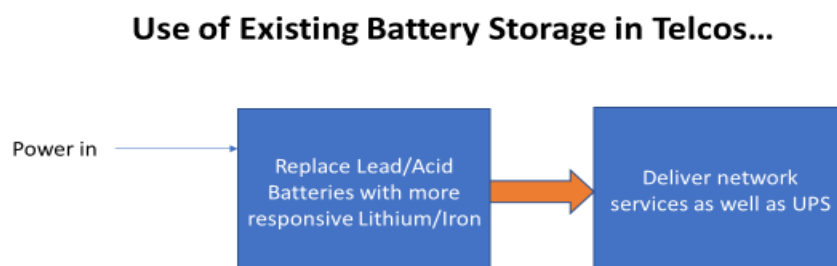 Use of Existing Battery Storage in Telcos...
Power in
Replace Lead/Acid
Batteries with more
responsive Lithium/Iron
Deliver network
services as well as UPS